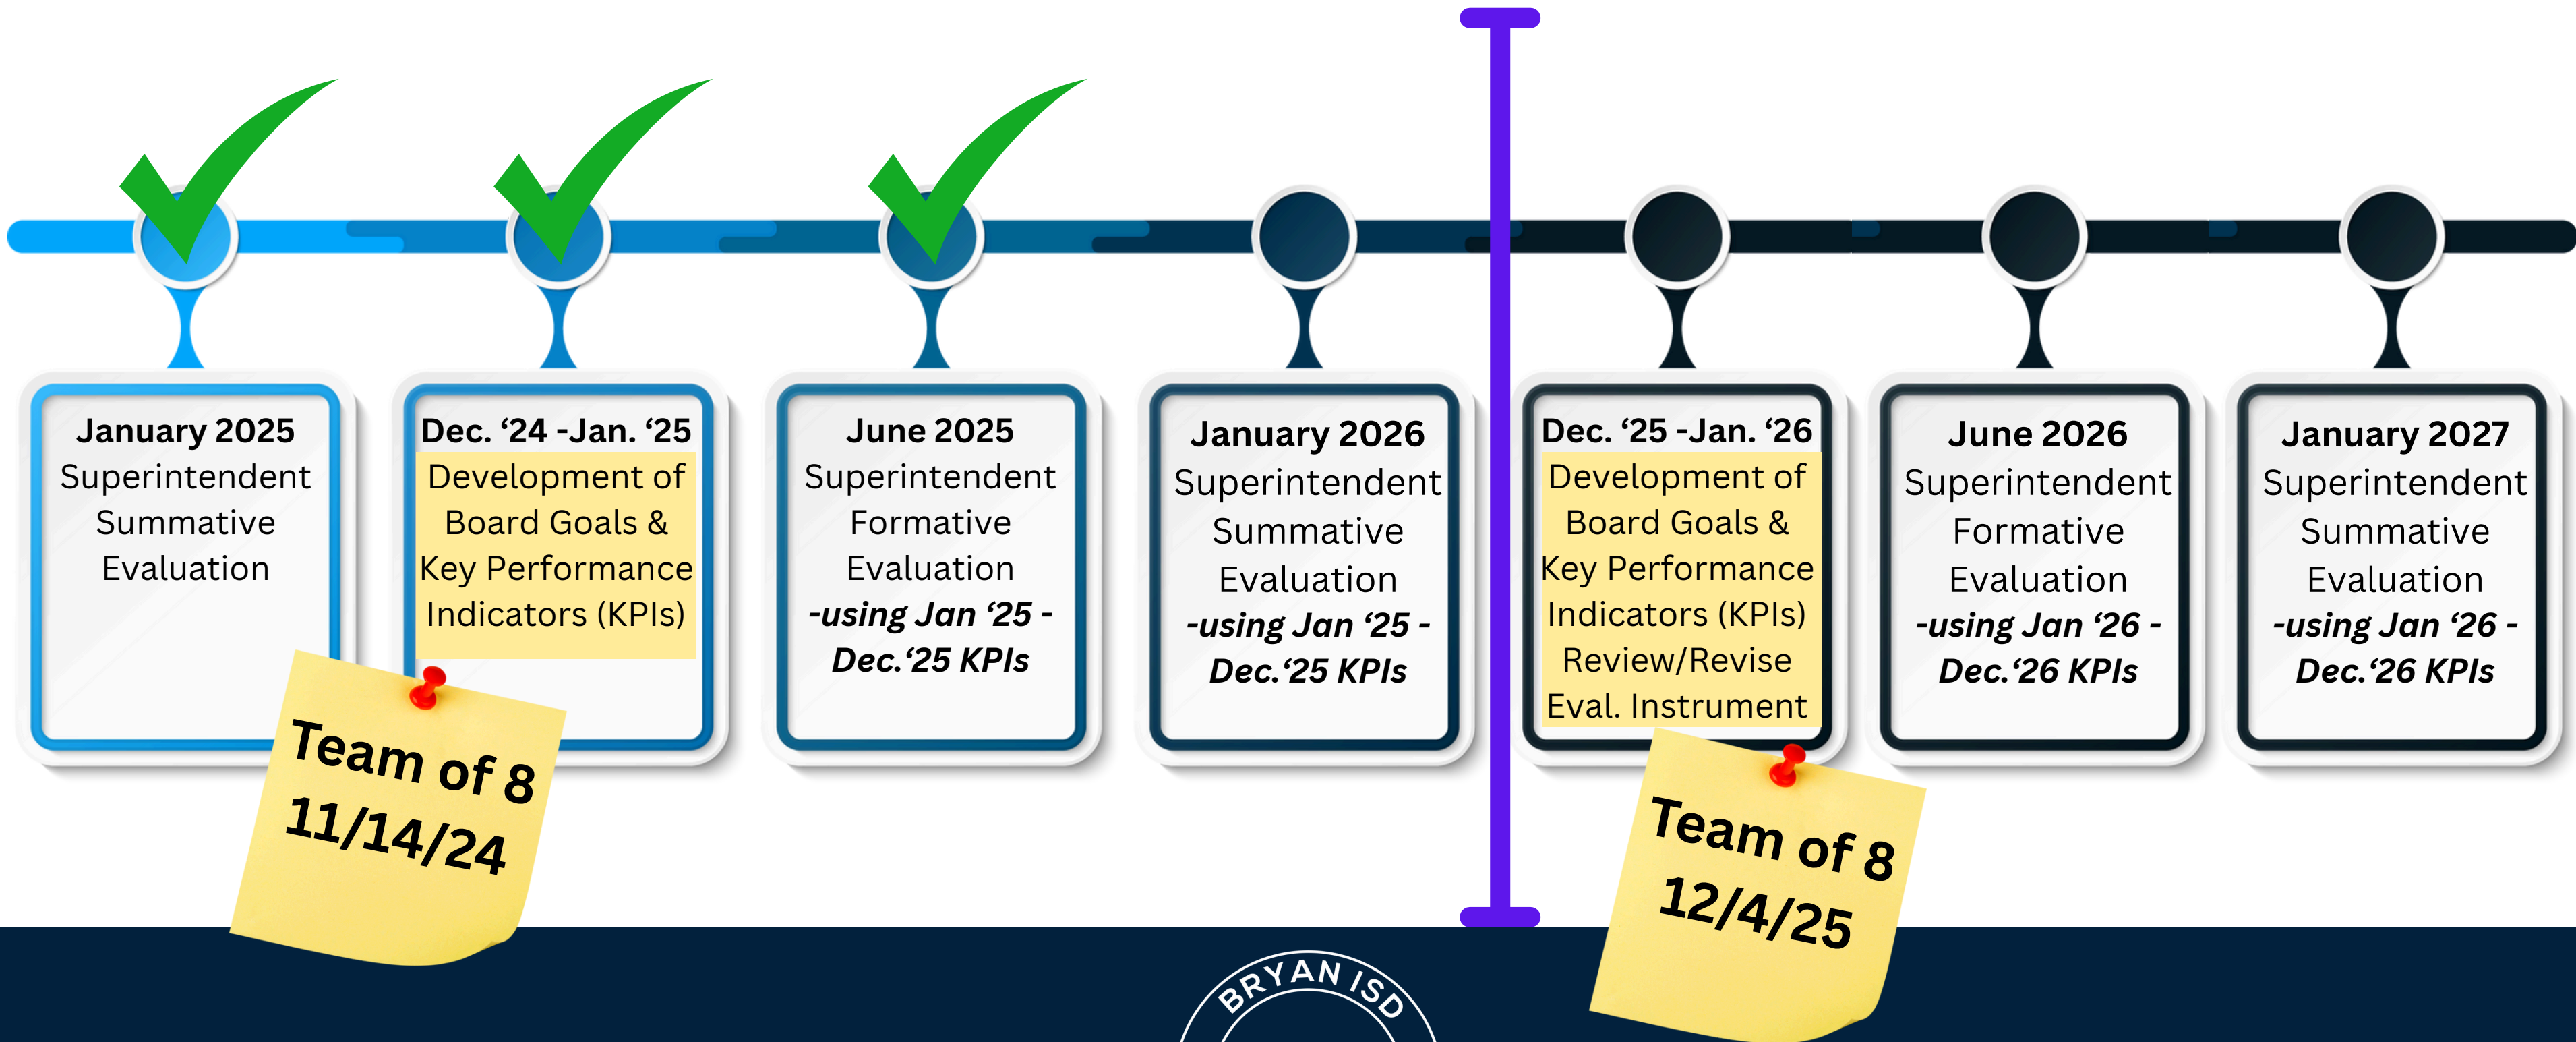 January 2025
Superintendent
Summative
Evaluation
Dec. ‘24 -Jan. ‘25
Development of
Board Goals &
Key Performance
Indicators (KPIs)
Team of 8
11/14/24
June 2025
Superintendent
Formative
Evaluation
-using Jan ‘25 -
Dec.‘25 KPIs
January 2026
Superintendent
Summative
Evaluation
-using Jan ‘25 -
Dec.‘25 KPIs
Dec. ‘25 -Jan. ‘26
Development of
Board Goals &
Key Performance
Indicators (KPIs)
Review/Revise
Eval. Instrument
Team of 8
12/4/25
June 2026
Superintendent
Formative
Evaluation
-using Jan ‘26 -
Dec.‘26 KPIs
January 2027
Superintendent
Summative
Evaluation
-using Jan ‘26 -
Dec.‘26 KPIs
BRYAN ISD